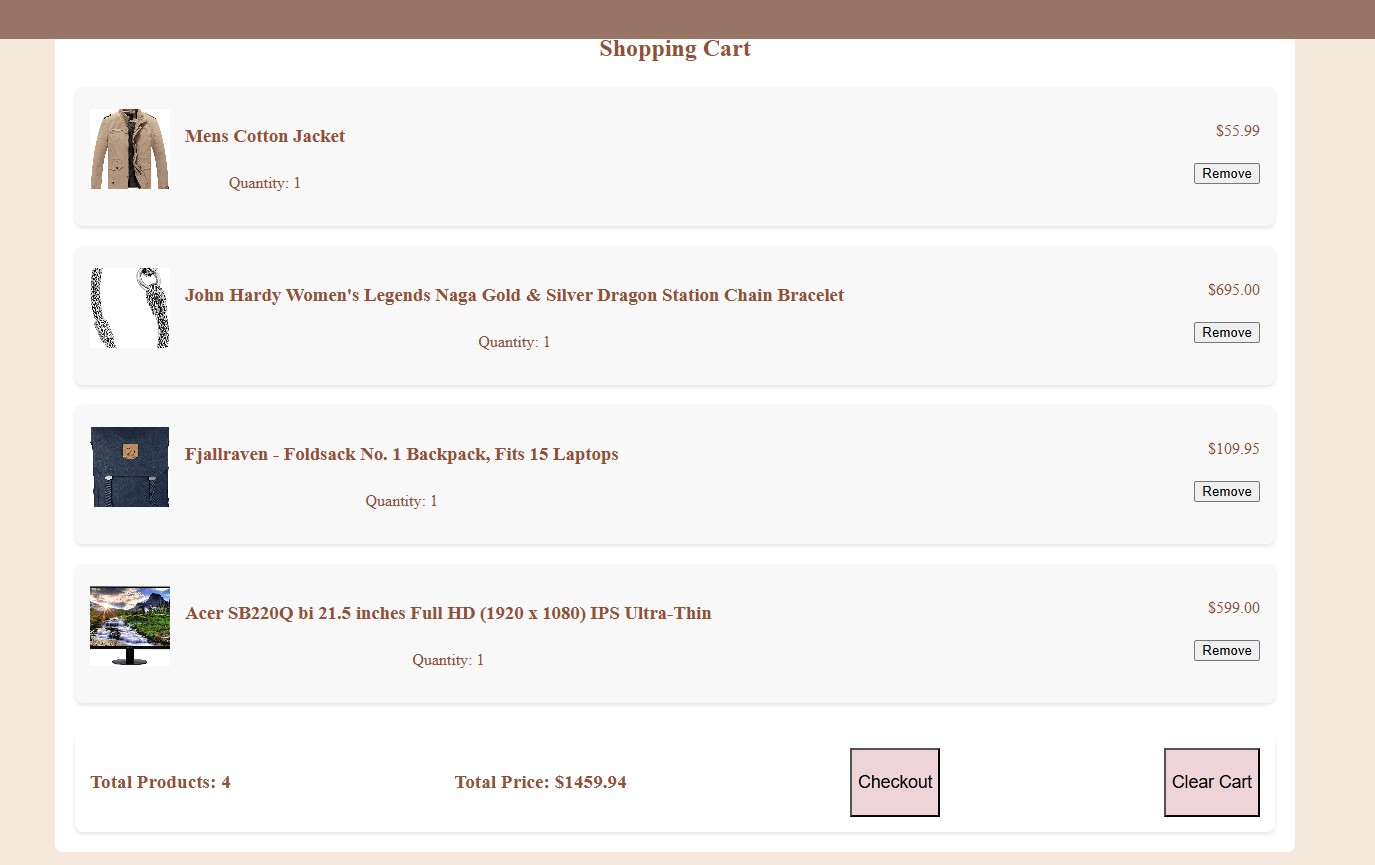 Shopping Cart
Mens Cotton Jacket
$55.99
Quantity: 1
Remove
John Hardy Women's Legends Naga Gold & Silver Dragon Station Chain Bracelet
$695.00
Quantity: 1
Remove
Fjallraven - Foldsack No. 1 Backpack, Fits 15 Laptops
$109.95
Quantity: 1
Remove
Acer SB220Q bi 21.5 inches Full HD (1920 x 1080) IPS Ultra-Thin
$599.00
Quantity: 1
Remove
Total Products: 4
Total Price: $1459.94
Checkout
Clear Cart